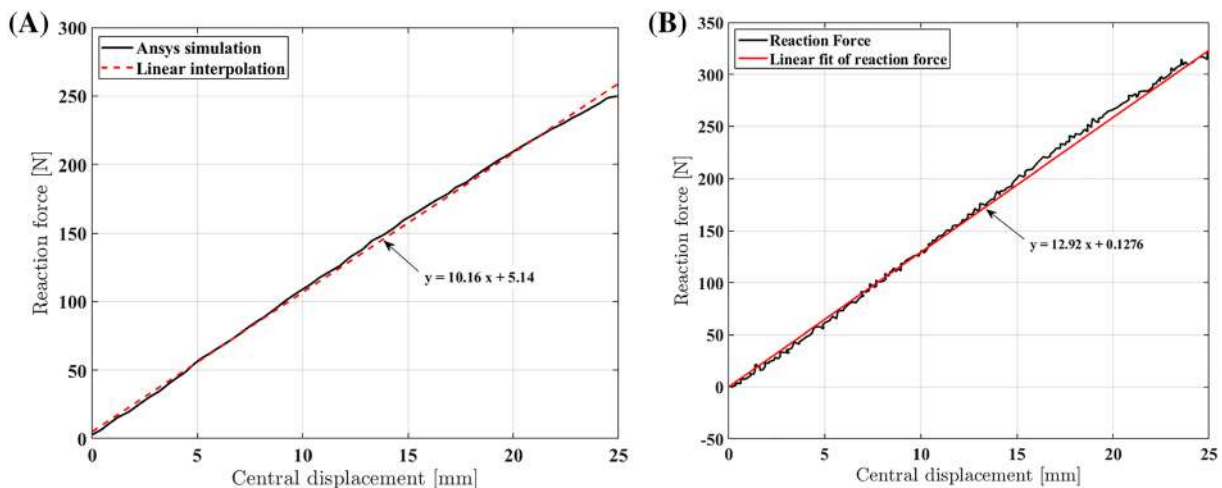 (A)
300
250
200
150
100
50
0
Reaction force [N]
Ansys simulation
Linear interpolation
y = 10.16 x + 5.14
0 5 10 15 20 25
Central displacement [mm]
(B)
350
300
250
200
150
100
50
0
-50
Reaction force [N]
Reaction Force
Linear fit of reaction force
y = 12.92 x + 0.1276
0 5 10 15 20 25
Central displacement [mm]